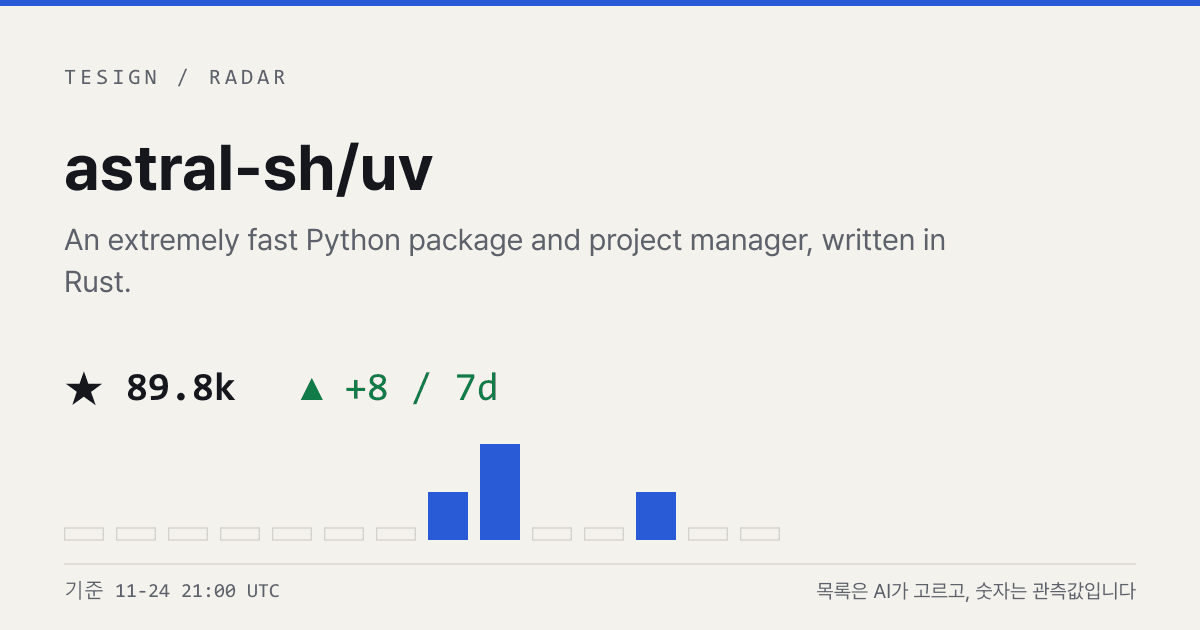 TESIGN / RADAR
astral-sh/uv
An extremely fast Python package and project manager, written in
Rust.
★ 89.8k ▲ +8 / 7d
기준 11-24 21:00 UTC
목록은 AI가 고르고, 숫자는 관측값입니다